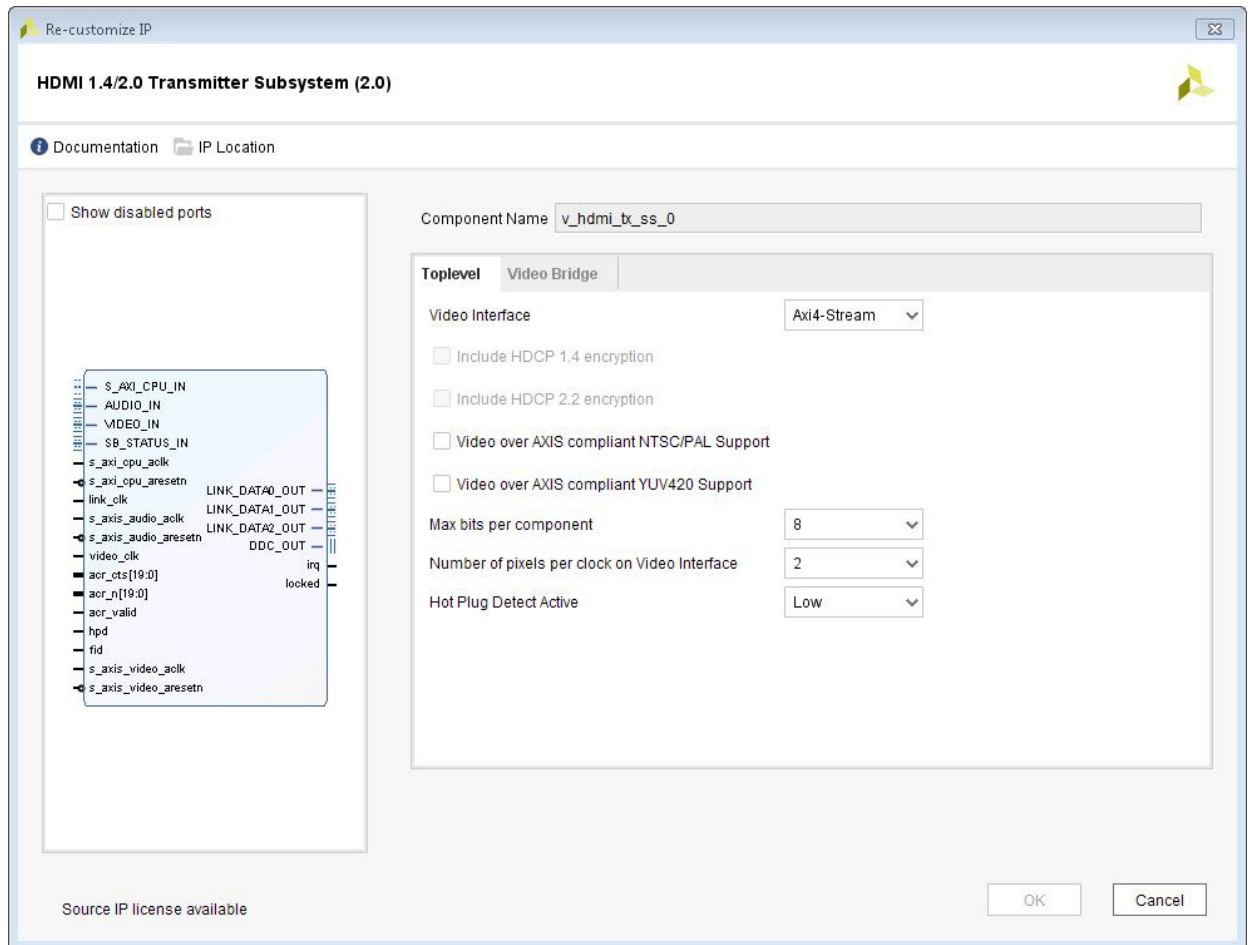 Re-customize IP
HDMI 1.4/2.0 Transmitter Subsystem (2.0)
Documentation IP Location
Show disabled ports
S_AXI_CPU_IN
AUDIO_IN
VIDEO_IN
SB_STATUS_IN
s_axi_cpu_aclk
s_axi_cpu_aresetn
link_clk
s_axis_audio_aclk
s_axis_audio_aresetn
video_clk
acr_cts[19:0]
acr_n[19:0]
acr_valid
hpd
fid
s_axis_video_aclk
s_axis_video_aresetn
LINK_DATA0_OUT
LINK_DATA1_OUT
LINK_DATA2_OUT
DDC_OUT
irq
locked
Component Name v_hdmi_tx_ss_0
Toplevel Video Bridge
Video Interface Axi4-Stream
Include HDCP 1.4 encryption
Include HDCP 2.2 encryption
Video over AXIS compliant NTSC/PAL Support
Video over AXIS compliant YUV420 Support
Max bits per component 8
Number of pixels per clock on Video Interface 2
Hot Plug Detect Active Low
Source IP license available
OK Cancel